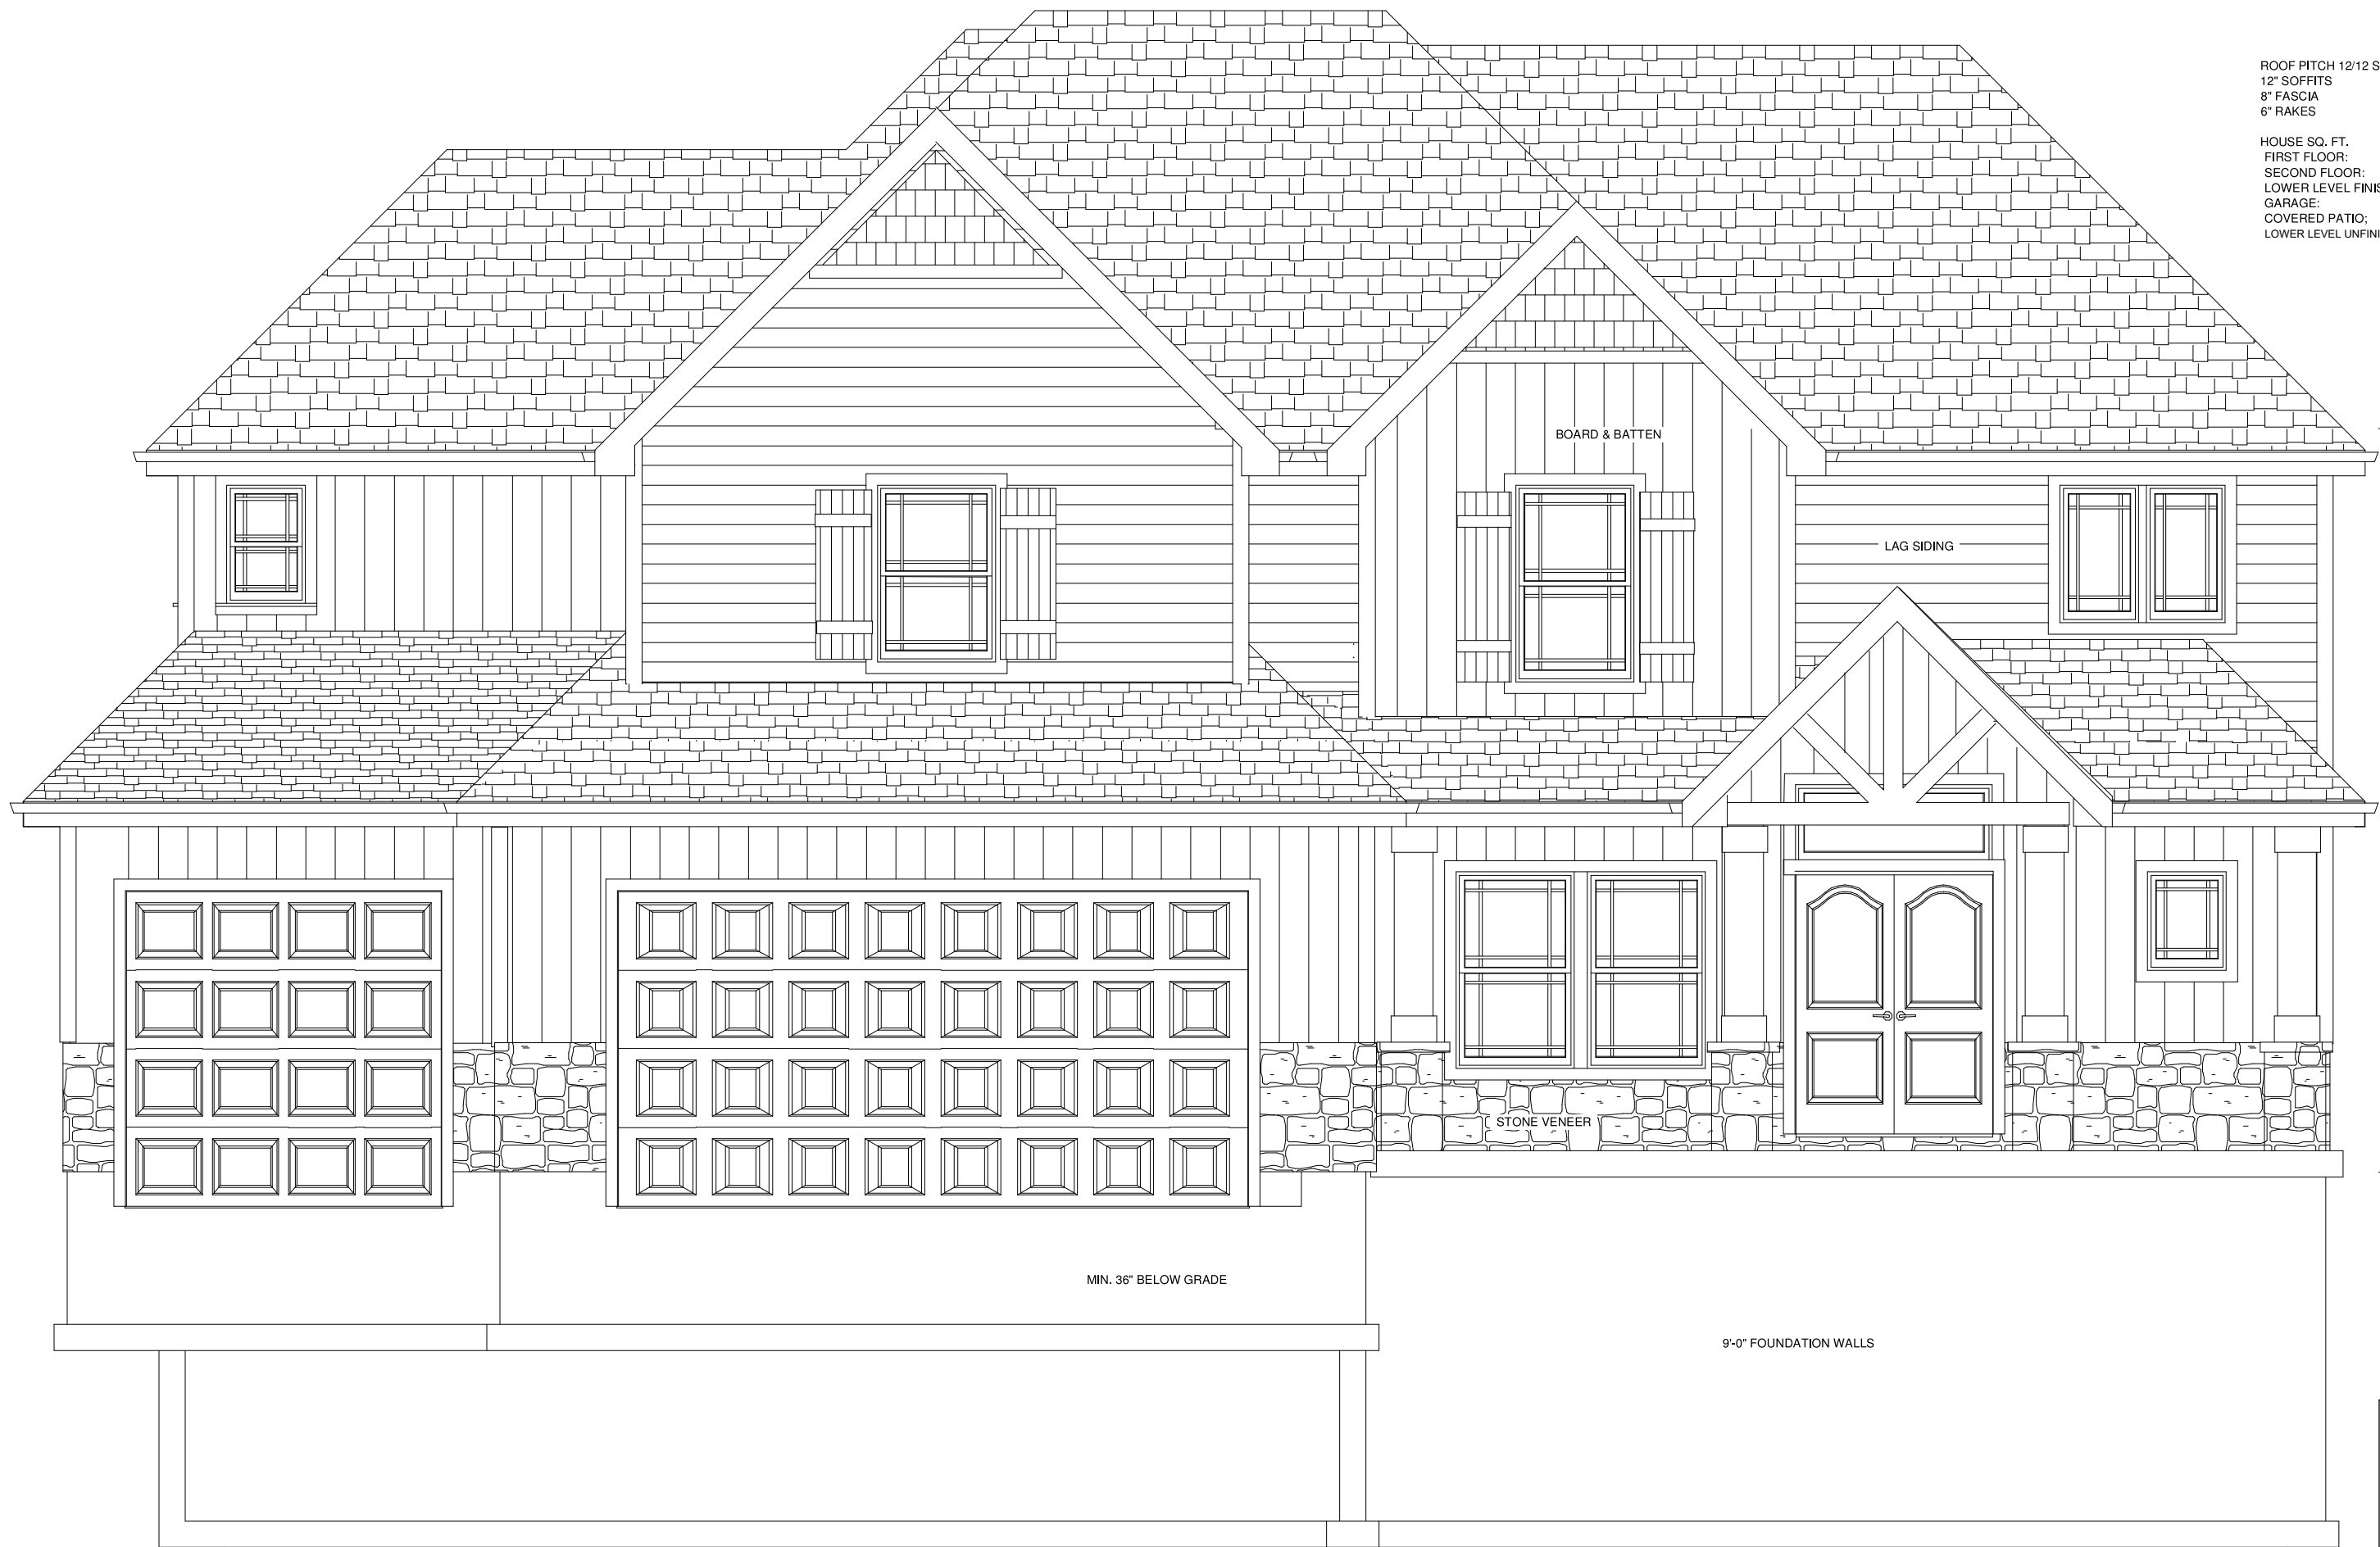 ROOF PITCH 12/12
12" SOFFITS
8" FASCIA
6" RAKES
HOUSE SQ. FT.
FIRST FLOOR:
SECOND FLOOR:
LOWER LEVEL
GARAGE:
COVERED PATIO;
LOWER LEVEL
BOARD & BATTEN
LAG SIDING
STONE VENEER
MIN. 36" BELOW GRADE
9'-0" FOUNDATION WALLS